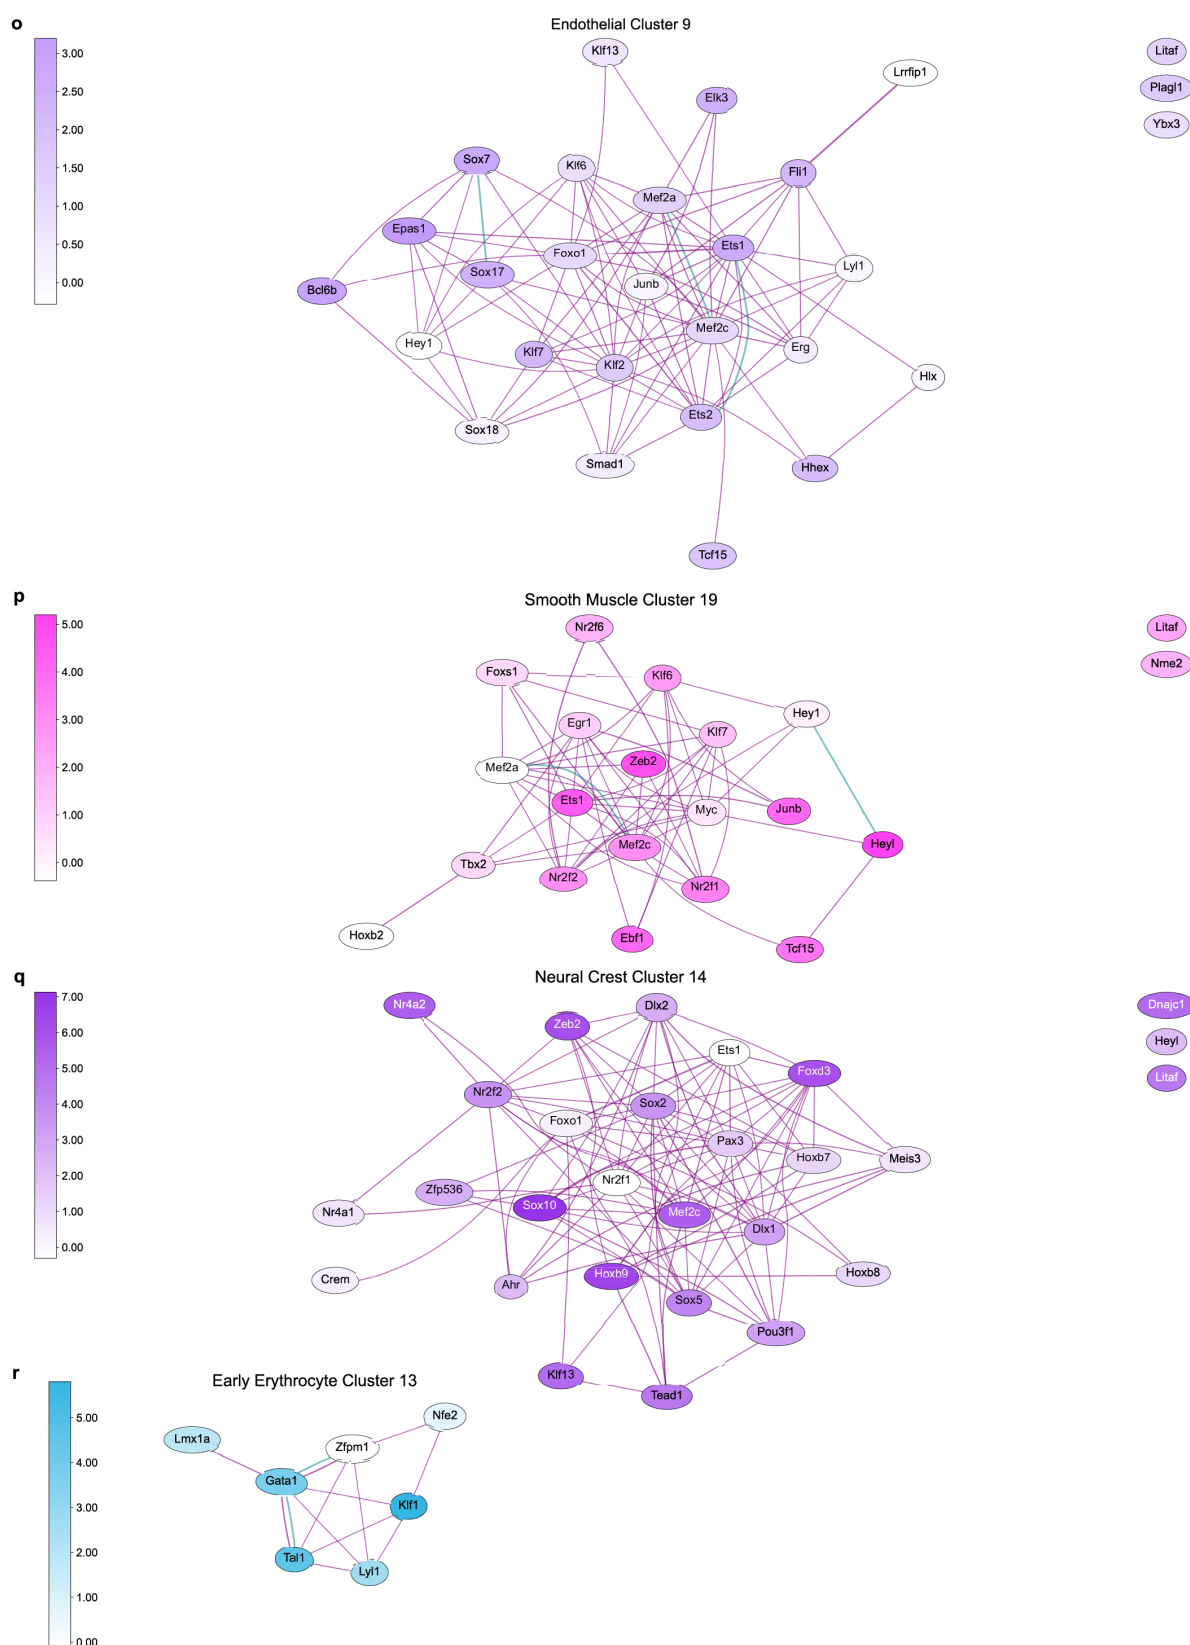 o
Endothelial Cluster 9
3.00
2.50
2.00
1.50
1.00
0.50
0.00
Klf13
Lrrfip1
Elk3
Sox7
Klf6
Fli1
Mef2a
Epas1
Ets1
Foxo1
Lyl1
Sox17
Junb
Bcl6b
Mef2c
Hey1
Erg
Klf7
Klf2
Hlx
Ets2
Sox18
Smad1
Hhex
Tcf15
Litaf
Plagl1
Ybx3
p
Smooth Muscle Cluster 19
5.00
4.00
3.00
2.00
1.00
0.00
Nr2f6
Foxs1
Klf6
Hey1
Egr1
Klf7
Zeb2
Mef2a
Ets1
Myc
Junb
Mef2c
Heyl
Tbx2
Nr2f2
Nr2f1
Hoxb2
Ebf1
Tcf15
Litaf
Nme2
q
Neural Crest Cluster 14
7.00
6.00
5.00
4.00
3.00
2.00
1.00
0.00
Nr4a2
Dlx2
Zeb2
Ets1
Foxd3
Nr2f2
Sox2
Foxo1
Pax3
Hoxb7
Meis3
Nr2f1
Zfp536
Sox10
Nr4a1
Mef2c
Dlx1
Crem
Ahr
Hoxb9
Hoxb8
Sox5
Pou3f1
Klf13
Tead1
Dnajc1
Heyl
Litaf
r
Early Erythrocyte Cluster 13
5.00
4.00
3.00
2.00
1.00
0.00
Nfe2
Lmx1a
Zfpm1
Gata1
Klf1
Tal1
Lyl1